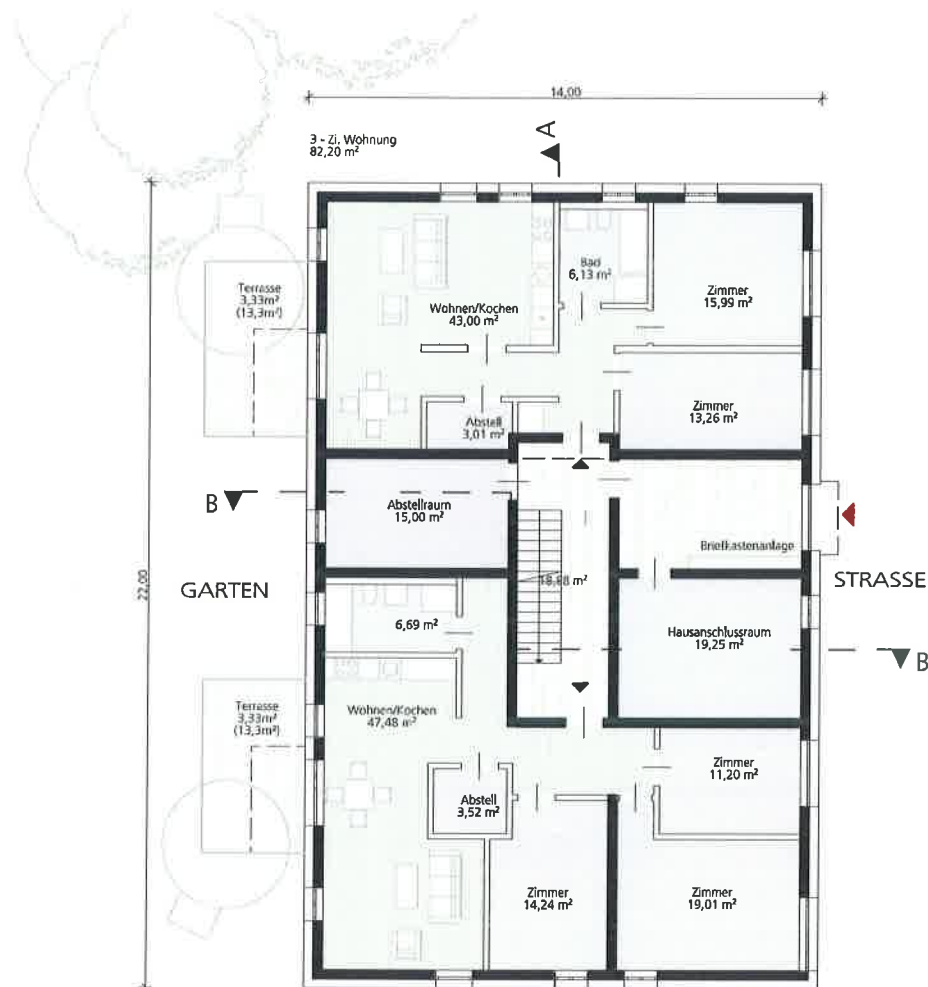 14,00
A
3 - Zi. Wohnung
82,20 m²
Terrasse
3,33m²
(13,3m²)
Wohnen/Kochen
43,00 m²
Bad
6,13 m²
Zimmer
15,99 m²
Zimmer
13,26 m²
Abstell
3,01 m²
B
Abstellraum
15,00 m²
Briefkastenanlage
22,00
GARTEN
18,88 m²
STRASSE
6,69 m²
Hausanschlussraum
19,25 m²
B
Terrasse
3,33m²
(13,3m²)
Wohnen/Kochen
47,48 m²
Zimmer
11,20 m²
Abstell
3,52 m²
Zimmer
14,24 m²
Zimmer
19,01 m²